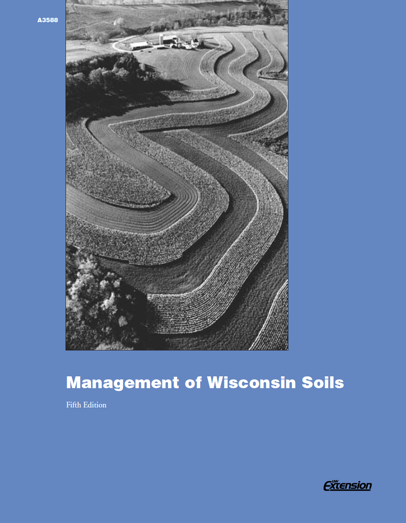 A3588
Management of Wisconsin Soils
Fifth Edition
Extension